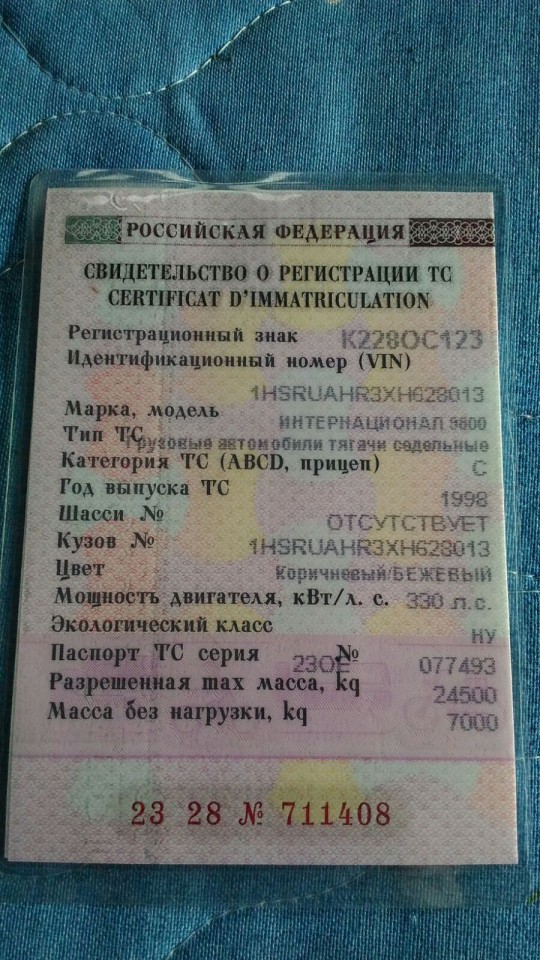 РОССИЙСКАЯ ФЕДЕРАЦИЯ
СВИДЕТЕЛЬСТВО О РЕГИСТРАЦИИ ТС
CERTIFICAT D'IMMATRICULATION
Регистрационный знак К228ОС123
Идентификационный номер (VIN)
1HSRUAHR3XH628013
Марка, модель ИНТЕРНАЦИОНАЛ 9800
Тип ТС Грузовые автомобили тягачи седельные
Категория ТС (ABCD, прицеп) С
Год выпуска ТС 1998
Шасси № ОТСУТСТВУЕТ
Кузов № 1HSRUAHR3XH628013
Цвет Коричневый/БЕЖЕВЫЙ
Мощность двигателя, кВт/л. с. 330 л.с.
Экологический класс НУ
Паспорт ТС серия 23ОЕ № 077493
Разрешенная max масса, kg 24500
Масса без нагрузки, kg 7000
23 28 № 711408